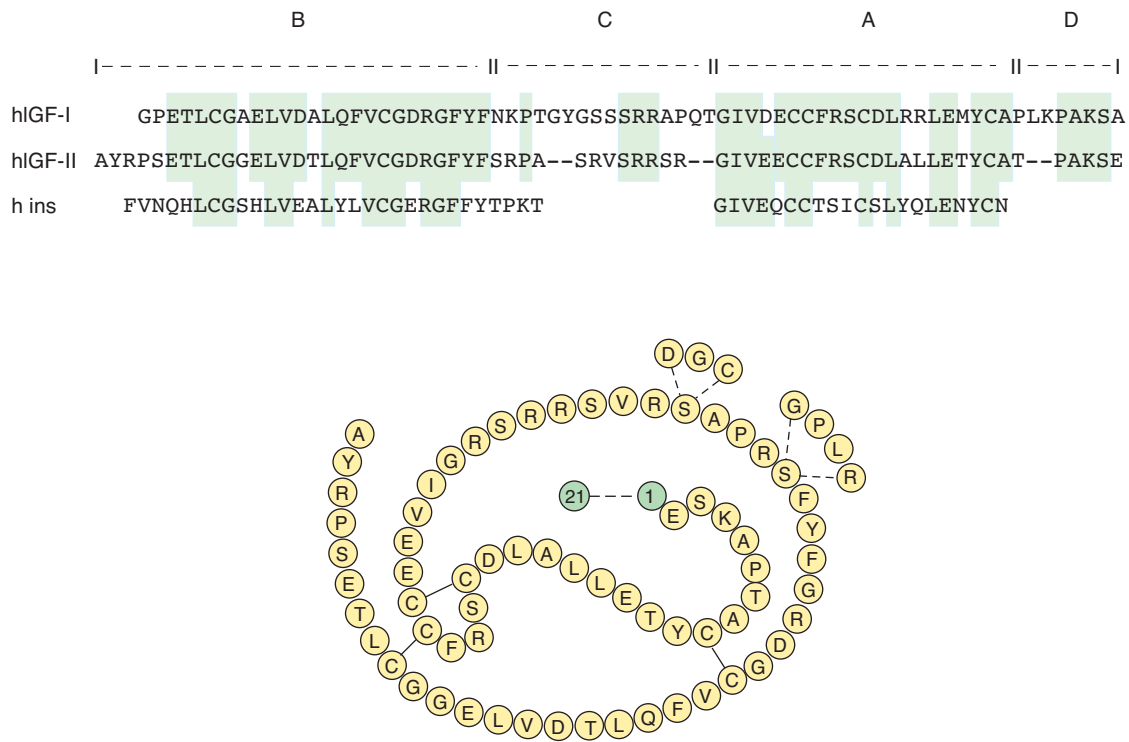 B C A D
I--------------------------II--------------II--------------------II------I
hIGF-I GPETLCGAELVDALQFVCGDRGFYFNKPTGYGSSSRRAPQTGIVDECCFRSCDLRRLEMYCAPLKPAKSA
hIGF-II AYRPSETLCGGELVDTLQFVCGDRGFYFSRPA--SRVSRRSR--GIVEECCFRSCDLALLETYCAT--PAKSE
h ins FVNQHLCGSHLVEALYLVCGERGFFYTPKT GIVEQCCTSICSLYQLENYCN
D G C
G P L R
A Y R P S E T L C G G E L V D T L Q F V C G D R G F Y F S R P A S R V S R R S R G I V E E C C F R S C D L A L L E T Y C A T P A K S E
21 1